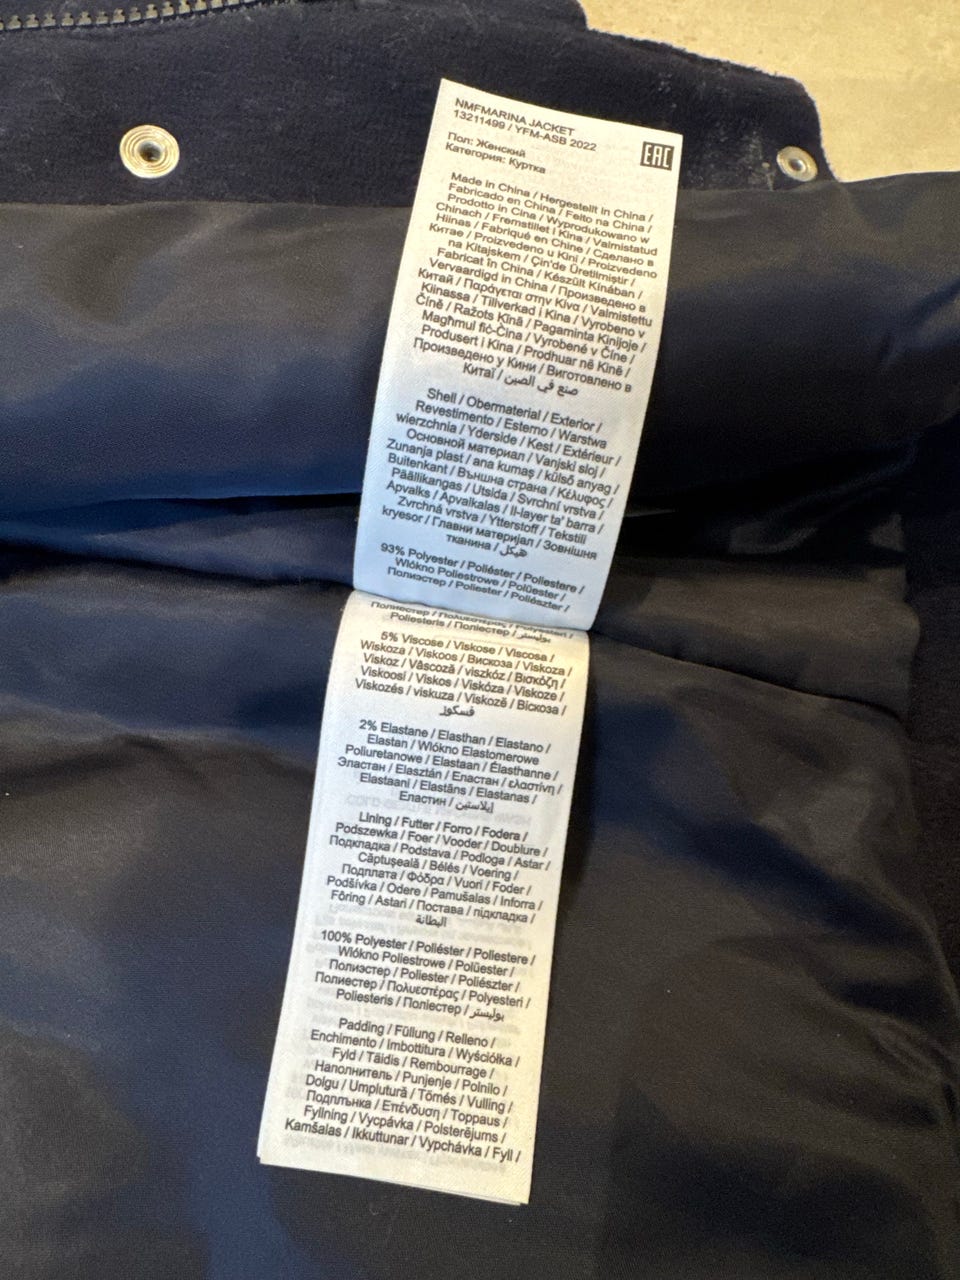 NMFMARINA JACKET
13211499 / YFM-ASB 2022
EAC
Пол: Женский
Категория: Куртка
Made in China / Hergestellt in China /
Fabricado en China / Feito na China /
Prodotto in Cina / Wyprodukowano w
Chinach / Fremstillet i Kina / Valmistatud
Hiinas / Fabriqué en Chine / Сделано в
Китае / Proizvedeno u Kini / Proizvedeno
na Kitajskem / Çin'de Üretilmiştir /
Fabricat în China / Készült Kínában /
Vervaardigd in China / Произведено в
Китай / Παράγεται στην Κίνα / Valmistettu
Kiinassa / Tillverkad i Kina / Vyrobeno v
Číně / Ražots Ķīnā / Pagaminta Kinijoje /
Magħmul fiċ-Ċina / Vyrobené v Číne /
Produsert i Kina / Prodhuar në Kinë /
Произведено у Кини / Виготовлено в
Китаї / صنع في الصين
Shell / Obermaterial / Exterior /
Revestimento / Esterno / Warstwa
wierzchnia / Yderside / Kest / Extérieur /
Основной материал / Vanjski sloj /
Zunanja plast / ana kumaş / külső anyag /
Buitenkant / Външна страна / Κέλυφος /
Päällikangas / Utsida / Svrchní vrstva /
Apvalks / Apvalkalas / Il-layer ta' barra /
Zvrchná vrstva / Ytterstoff / Tekstili
kryesor / Главни материјал / Зовнішня
тканина / هيكل
93% Polyester / Poliéster / Poliestere /
Włókno Poliestrowe / Polüester /
Полиэстер / Poliester / Poliészter /
Полиестер / Πολυεστέρας / Polyesteri /
Poliesteris / Поліестер / بوليستر
5% Viscose / Viskose / Viscosa /
Wiskoza / Viskoos / Вискоза / Viskoza /
Viskoz / Vâscoză / viszkóz / Βισκόζη /
Viskoosi / Viskos / Viskóza / Viskoze /
Viskozės / viskuza / Viskozë / Віскоза /
فسكوز
2% Elastane / Elasthan / Elastano /
Elastan / Włókno Elastomerowe
Poliuretanowe / Elastaan / Élasthanne /
Эластан / Elasztán / Еластан / ελαστίνη /
Elastaani / Elastāns / Elastanas /
Еластин / إيلاستين
Lining / Futter / Forro / Fodera /
Podszewka / Foer / Vooder / Doublure /
Подкладка / Podstava / Podloga / Astar /
Căptușeală / Bélés / Voering /
Подплата / Φόδρα / Vuori / Foder /
Podšívka / Odere / Pamušalas / Inforra /
Fôring / Astari / Постава / підкладка /
البطانة
100% Polyester / Poliéster / Poliestere /
Włókno Poliestrowe / Polüester /
Полиэстер / Poliester / Poliészter /
Полиестер / Πολυεστέρας / Polyesteri /
Poliesteris / Поліестер / بوليستر
Padding / Füllung / Relleno /
Enchimento / Imbottitura / Wyściółka /
Fyld / Täidis / Rembourrage /
Наполнитель / Punjenje / Polnilo /
Dolgu / Umplutură / Tömés / Vulling /
Подплънка / Επένδυση / Toppaus /
Fyllning / Vycpávka / Polsterējums /
Kamšalas / Ikkuttunar / Vypchávka / Fyll /